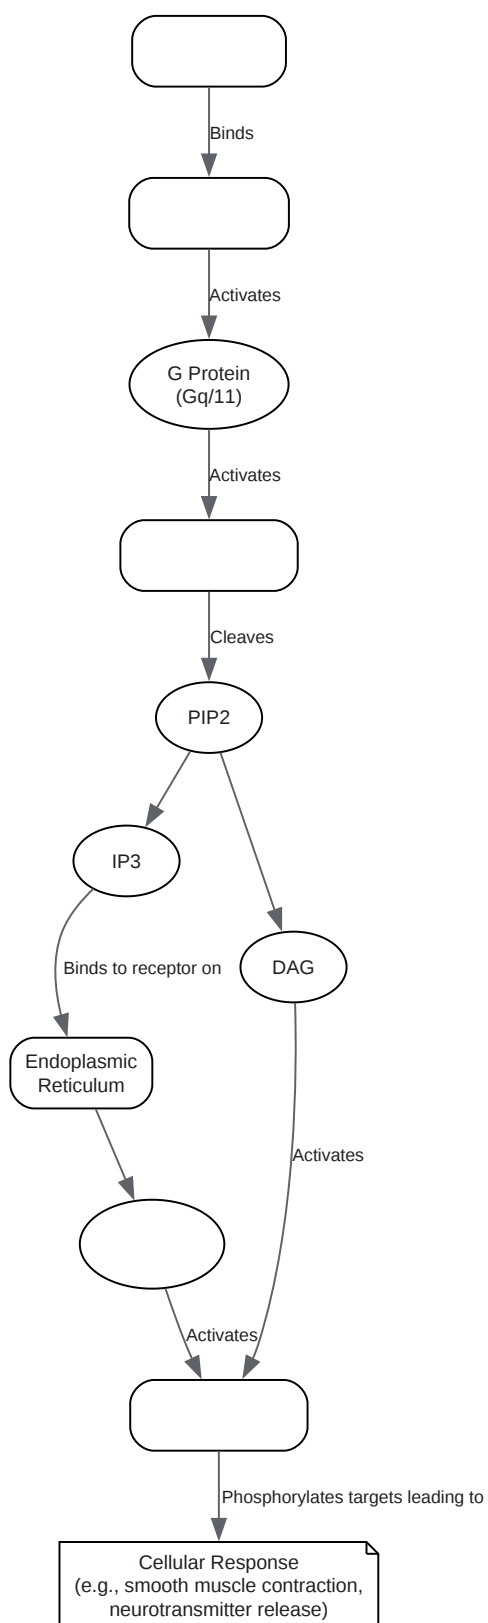 Binds
Activates
G Protein
(Gq/11)
Activates
Cleaves
PIP2
IP3
Binds to receptor on
DAG
Endoplasmic
Reticulum
Activates
Activates
Phosphorylates targets leading to
Cellular Response
(e.g., smooth muscle contraction,
neurotransmitter release)